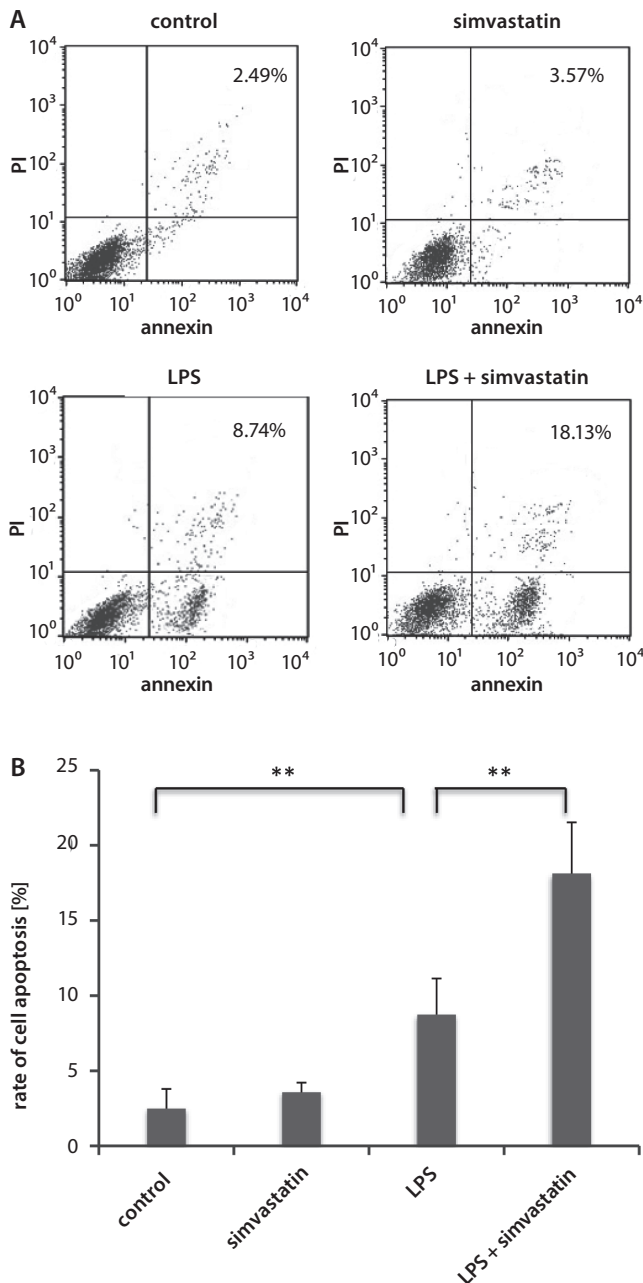 A
control
simvastatin
10⁴
10³
10²
10¹
10⁰
PI
2.49%
10⁰ 10¹ 10² 10³ 10⁴
annexin
10⁴
10³
10²
10¹
10⁰
PI
3.57%
10⁰ 10¹ 10² 10³ 10⁴
annexin
LPS
LPS + simvastatin
10⁴
10³
10²
10¹
10⁰
PI
8.74%
10⁰ 10¹ 10² 10³ 10⁴
annexin
10⁴
10³
10²
10¹
10⁰
PI
18.13%
10⁰ 10¹ 10² 10³ 10⁴
annexin
B
rate of cell apoptosis [%]
25
20
15
10
5
0
** **
control
simvastatin
LPS
LPS + simvastatin